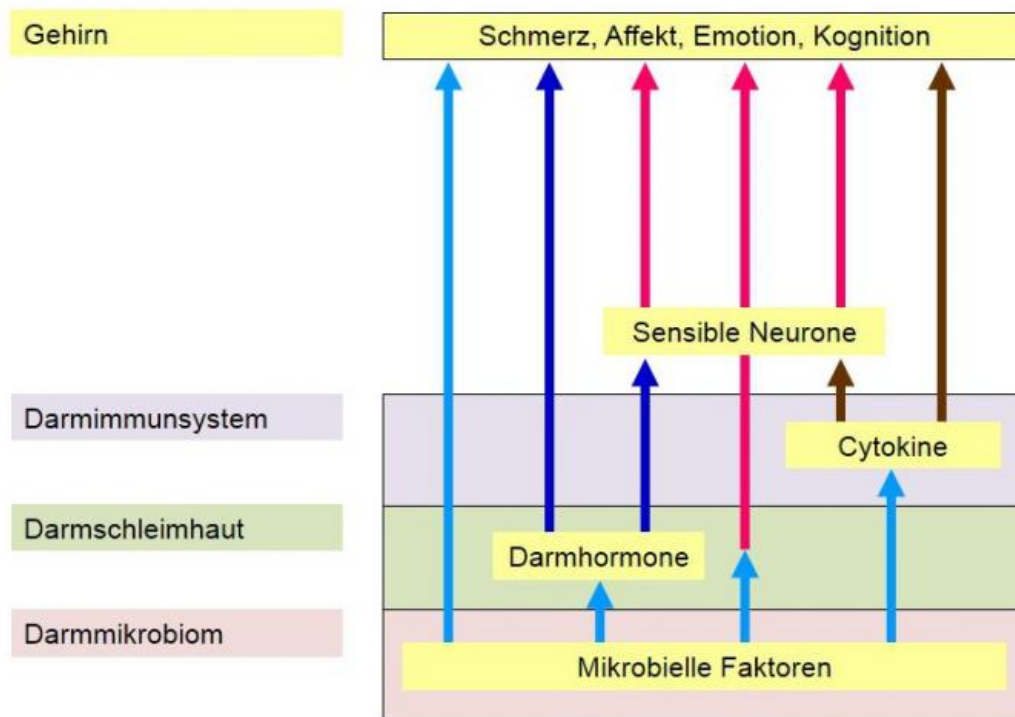 Gehirn
Schmerz, Affekt, Emotion, Kognition
Sensible Neurone
Darmimmunsystem
Cytokine
Darmschleimhaut
Darmhormone
Darmmikrobiom
Mikrobielle Faktoren